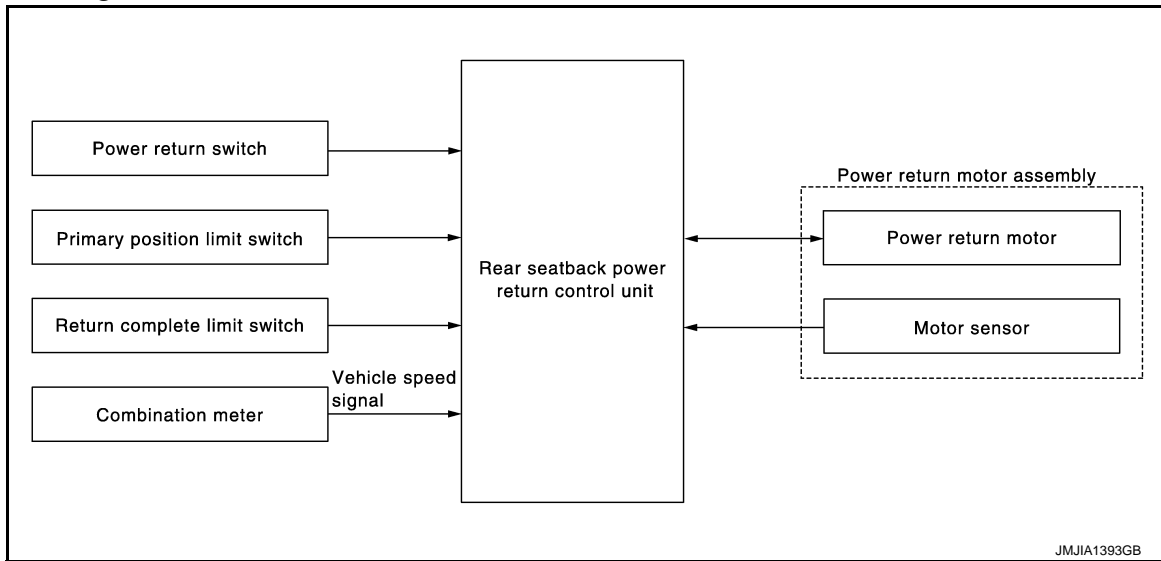 Power return switch
Primary position limit switch
Return complete limit switch
Combination meter
Vehicle speed
signal
Rear seatback power
return control unit
Power return motor assembly
Power return motor
Motor sensor
JMJIA1393GB